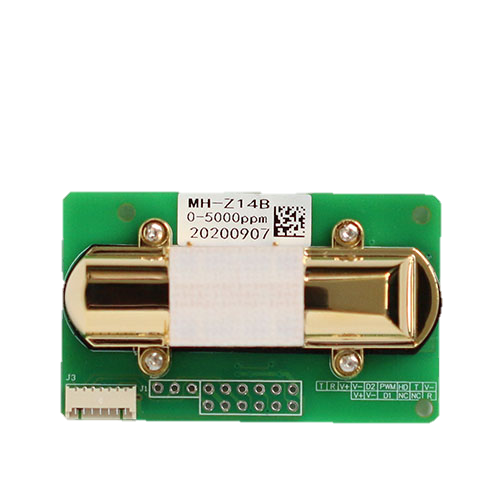 MH-Z14B
0-5000ppm
20200907
J3
J1
T R V+ V- D2 PWM HD T V-
V+ V- D1 NC NC R